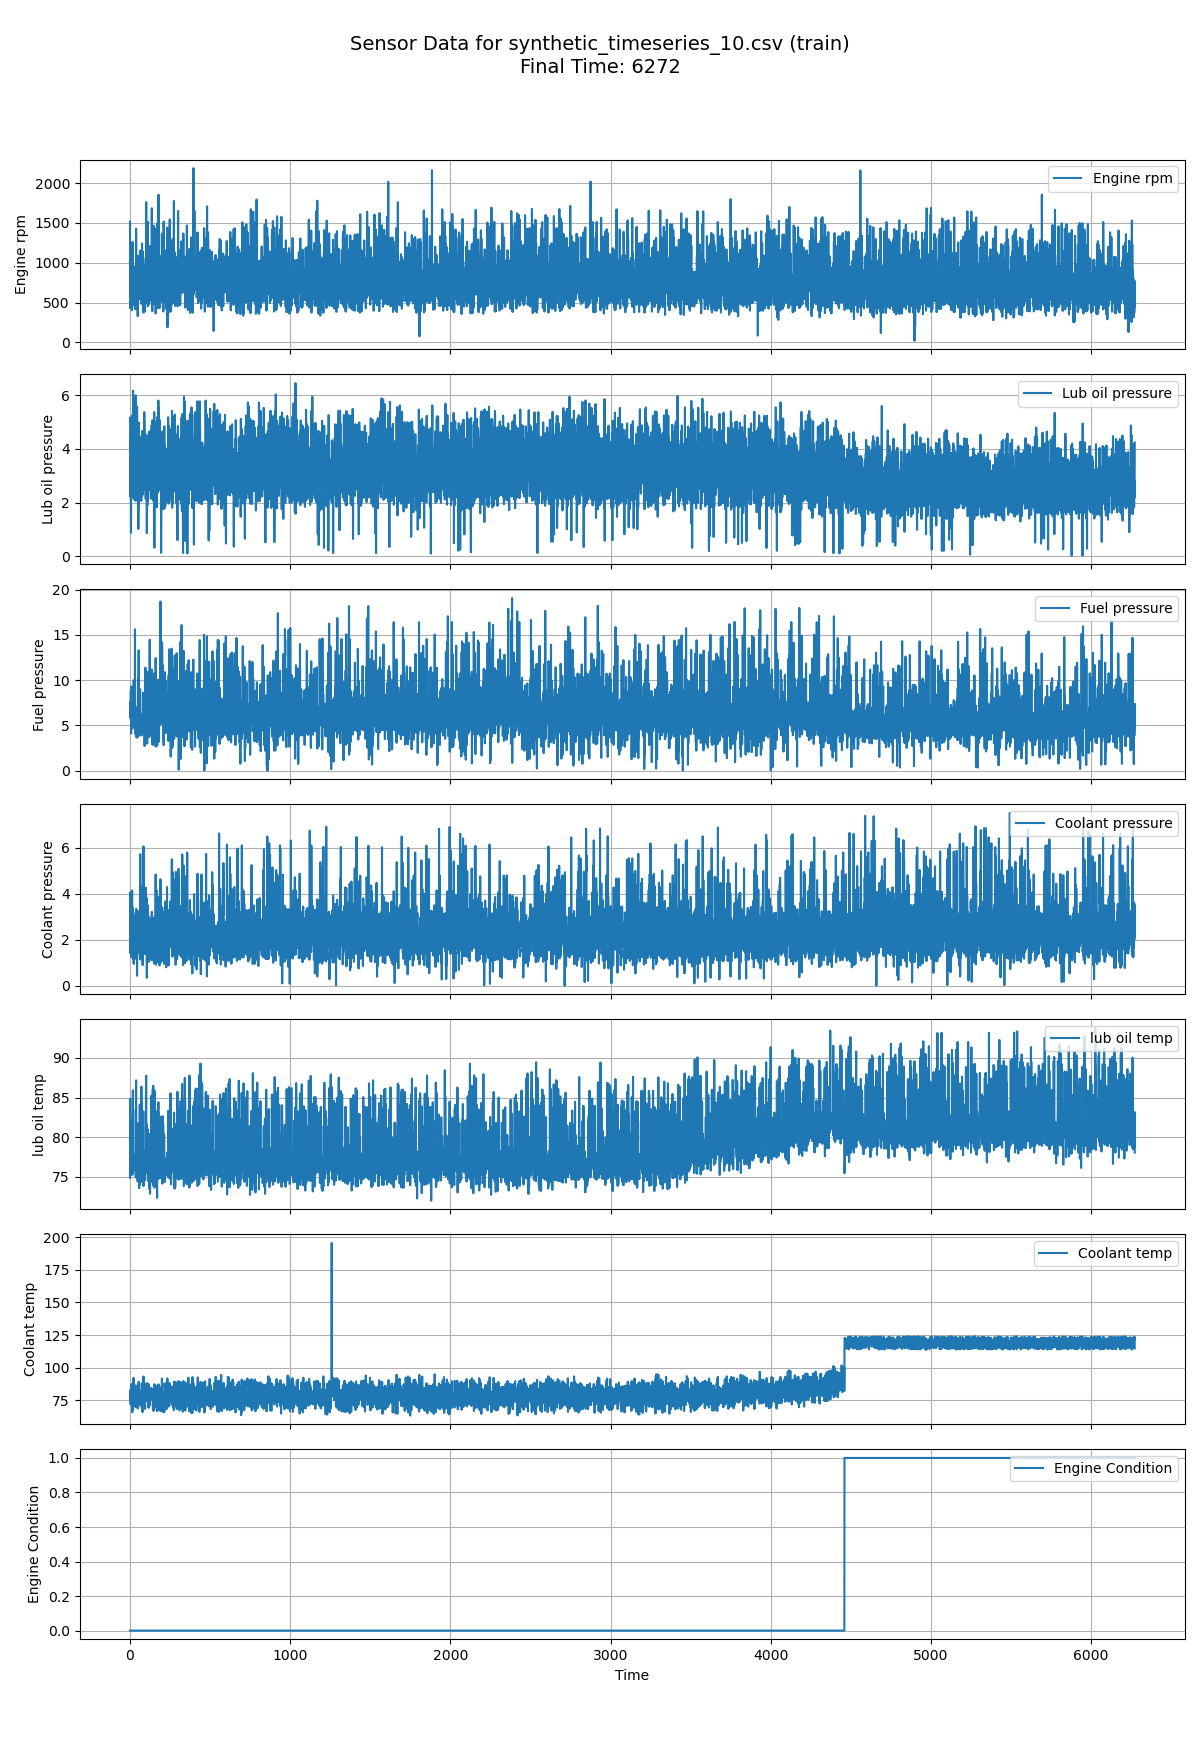 Sensor Data for synthetic_timeseries_10.csv (train)
Final Time: 6272
Engine rpm
2000
1500
1000
500
0
Engine rpm
Lub oil pressure
6
4
2
0
Lub oil pressure
Fuel pressure
20
15
10
5
0
Fuel pressure
Coolant pressure
6
4
2
0
Coolant pressure
lub oil temp
90
85
80
75
lub oil temp
Coolant temp
200
175
150
125
100
75
Coolant temp
Engine Condition
1.0
0.8
0.6
0.4
0.2
0.0
Engine Condition
0 1000 2000 3000 4000 5000 6000
Time